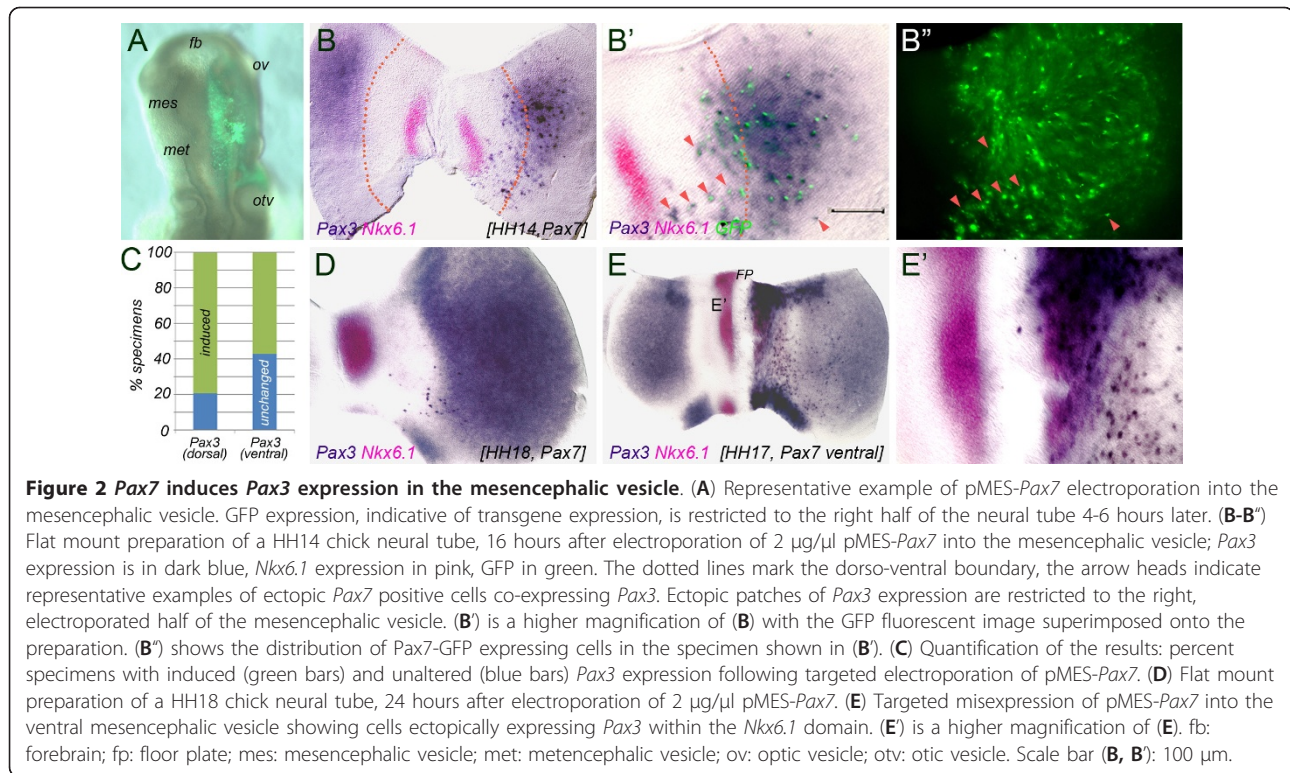 A
fb
ov
mes
met
otv
B
Pax3 Nkx6.1 [HH14,Pax7]
B'
Pax3 Nkx6.1 GFP
B"
C
% specimens
100
80
60
40
20
0
induced
unchanged
Pax3
(dorsal)
Pax3
(ventral)
D
Pax3 Nkx6.1 [HH18, Pax7]
E
FP
E'
Pax3 Nkx6.1 [HH17, Pax7 ventral]
E'
Figure 2 Pax7 induces Pax3 expression in the mesencephalic vesicle. (A) Representative example of pMES-Pax7 electroporation into the
mesencephalic vesicle. GFP expression, indicative of transgene expression, is restricted to the right half of the neural tube 4-6 hours later. (B-B")
Flat mount preparation of a HH14 chick neural tube, 16 hours after electroporation of 2 μg/μl pMES-Pax7 into the mesencephalic vesicle; Pax3
expression is in dark blue, Nkx6.1 expression in pink, GFP in green. The dotted lines mark the dorso-ventral boundary, the arrow heads indicate
representative examples of ectopic Pax7 positive cells co-expressing Pax3. Ectopic patches of Pax3 expression are restricted to the right,
electroporated half of the mesencephalic vesicle. (B') is a higher magnification of (B) with the GFP fluorescent image superimposed onto the
preparation. (B") shows the distribution of Pax7-GFP expressing cells in the specimen shown in (B'). (C) Quantification of the results: percent
specimens with induced (green bars) and unaltered (blue bars) Pax3 expression following targeted electroporation of pMES-Pax7. (D) Flat mount
preparation of a HH18 chick neural tube, 24 hours after electroporation of 2 μg/μl pMES-Pax7. (E) Targeted misexpression of pMES-Pax7 into the
ventral mesencephalic vesicle showing cells ectopically expressing Pax3 within the Nkx6.1 domain. (E') is a higher magnification of (E). fb:
forebrain; fp: floor plate; mes: mesencephalic vesicle; met: metencephalic vesicle; ov: optic vesicle; otv: otic vesicle. Scale bar (B, B'): 100 μm.